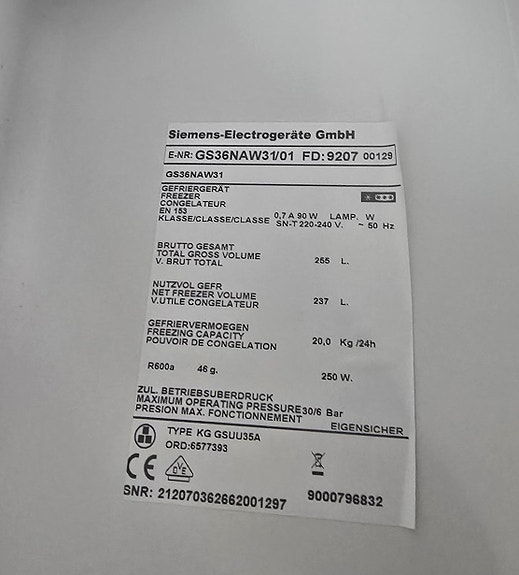 Siemens-Electrogeräte GmbH
E-NR: GS36NAW31/01 FD: 9207 00129
GS36NAW31
GEFRIERGERÄT
FREEZER
CONGELATEUR
EN 153
KLASSE/CLASSE/CLASSE 0,7 A 90 W LAMP. W
SN-T 220-240 V. ~ 50 Hz
BRUTTO GESAMT
TOTAL GROSS VOLUME 255 L.
V. BRUT TOTAL
NUTZVOL GEFR
NET FREEZER VOLUME 237 L.
V.UTILE CONGELATEUR
GEFRIERVERMOEGEN
FREEZING CAPACITY 20,0 Kg /24h
POUVOIR DE CONGELATION
R600a 46 g. 250 W.
ZUL. BETRIEBSUBERDRUCK
MAXIMUM OPERATING PRESSURE30/6 Bar
PRESION MAX. FONCTIONNEMENT
EIGENSICHER
TYPE KG GSUU35A
ORD:6577393
CE OVE
SNR: 212070362662001297 9000796832